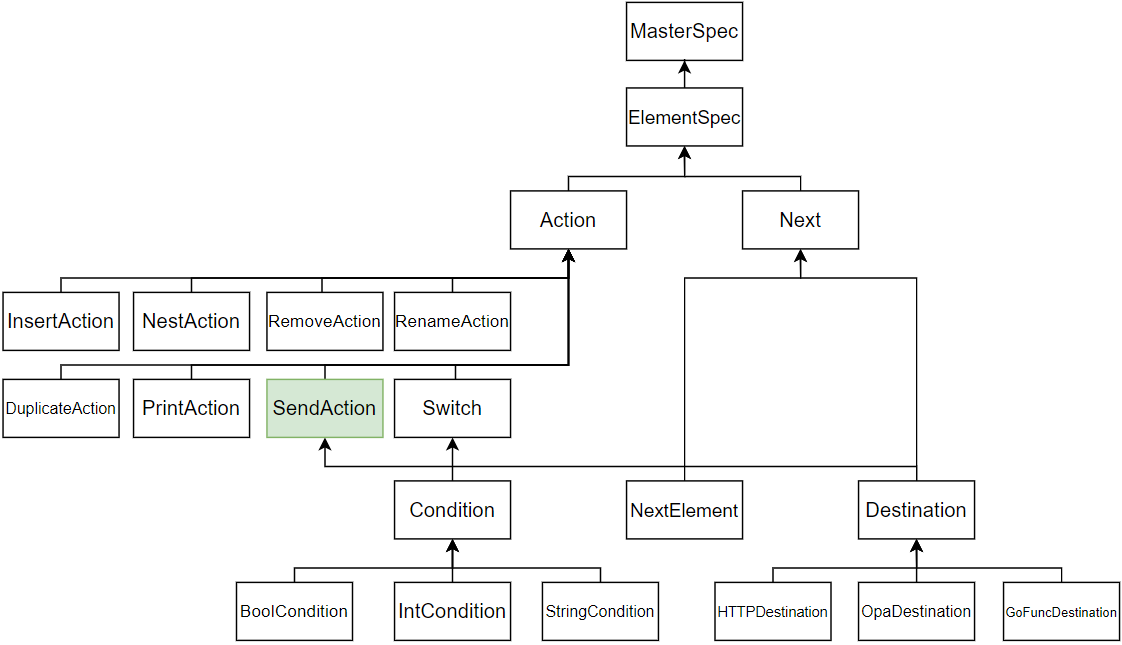 MasterSpec
ElementSpec
Action
Next
InsertAction
NestAction
RemoveAction
RenameAction
DuplicateAction
PrintAction
SendAction
Switch
Condition
NextElement
Destination
BoolCondition
IntCondition
StringCondition
HTTPDestination
OpaDestination
GoFuncDestination